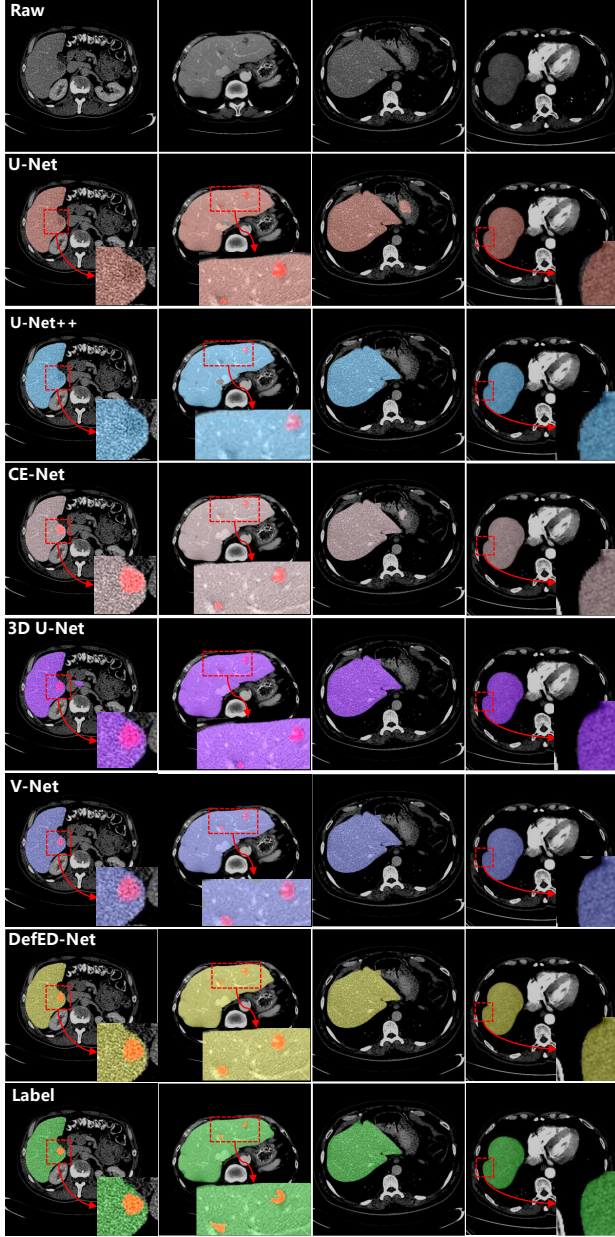 Raw
U-Net
U-Net++
CE-Net
3D U-Net
V-Net
DefED-Net
Label